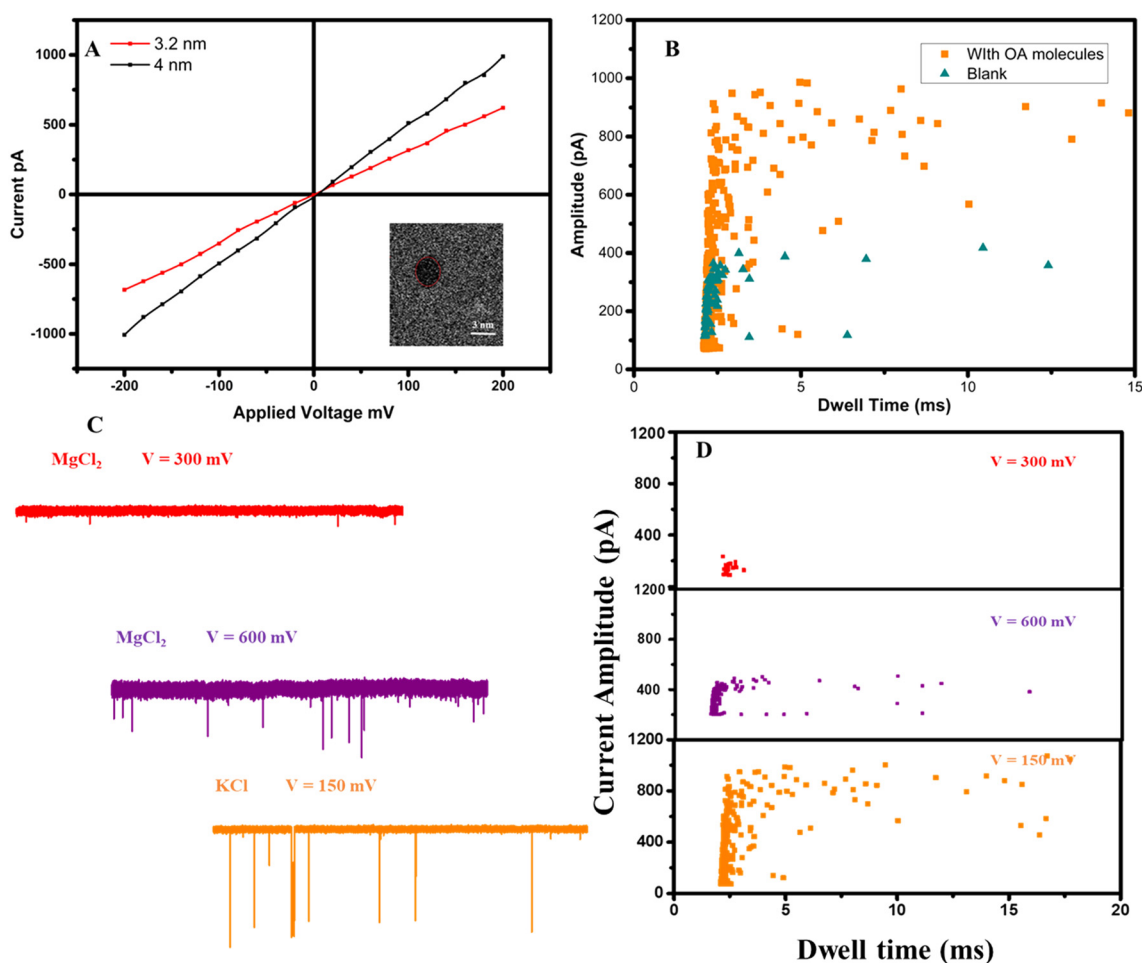 A
3.2 nm
4 nm
1000
500
0
-500
-1000
Current pA
-200
-100
0
100
200
Applied Voltage mV
3 nm
B
WIth OA molecules
Blank
1200
1000
800
600
400
200
0
Amplitude (pA)
0
5
10
15
Dwell Time (ms)
C
MgCl₂ V = 300 mV
MgCl₂ V = 600 mV
KCl V = 150 mV
D
V = 300 mV
V = 600 mV
V = 150 mV
1200
800
400
1200
800
400
1200
800
400
0
Current Amplitude (pA)
0
5
10
15
20
Dwell time (ms)